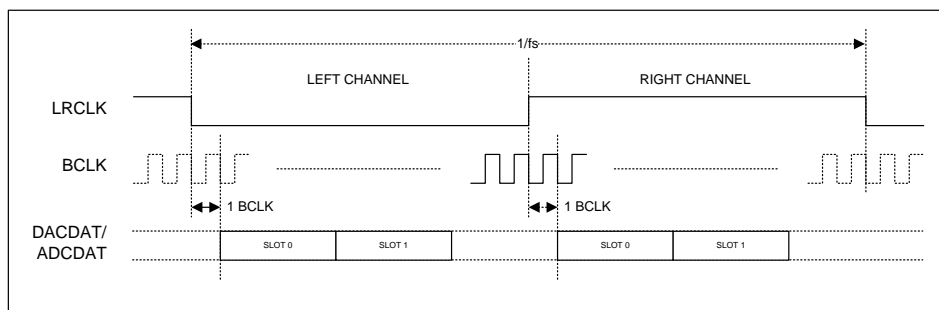 1/fs
LEFT CHANNEL
RIGHT CHANNEL
LRCLK
BCLK
1 BCLK
1 BCLK
DACDAT/
ADCDAT
SLOT 0
SLOT 1
SLOT 0
SLOT 1